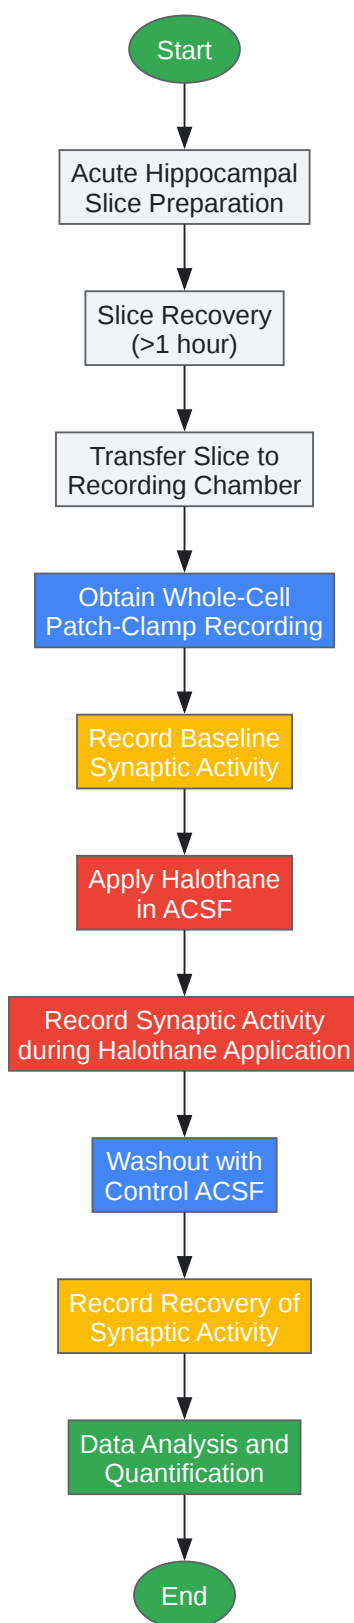 Start
Acute Hippocampal
Slice Preparation
Slice Recovery
(>1 hour)
Transfer Slice to
Recording Chamber
Obtain Whole-Cell
Patch-Clamp Recording
Record Baseline
Synaptic Activity
Apply Halothane
in ACSF
Record Synaptic Activity
during Halothane Application
Washout with
Control ACSF
Record Recovery of
Synaptic Activity
Data Analysis and
Quantification
End